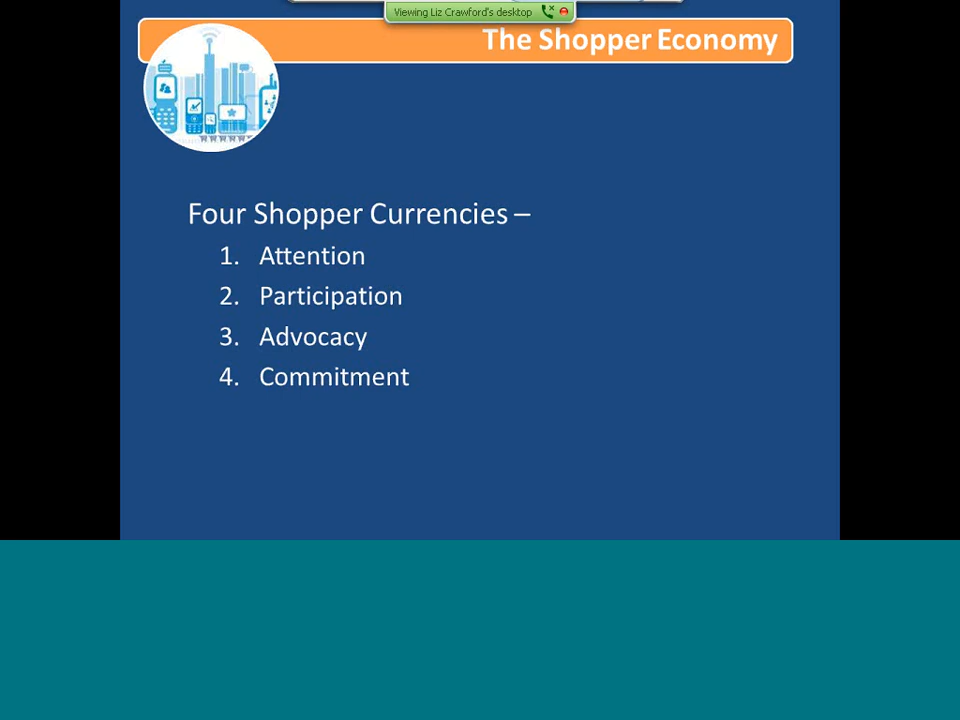 Viewing Liz Crawford's desktop
The Shopper Economy
Four Shopper Currencies –
1. Attention
2. Participation
3. Advocacy
4. Commitment